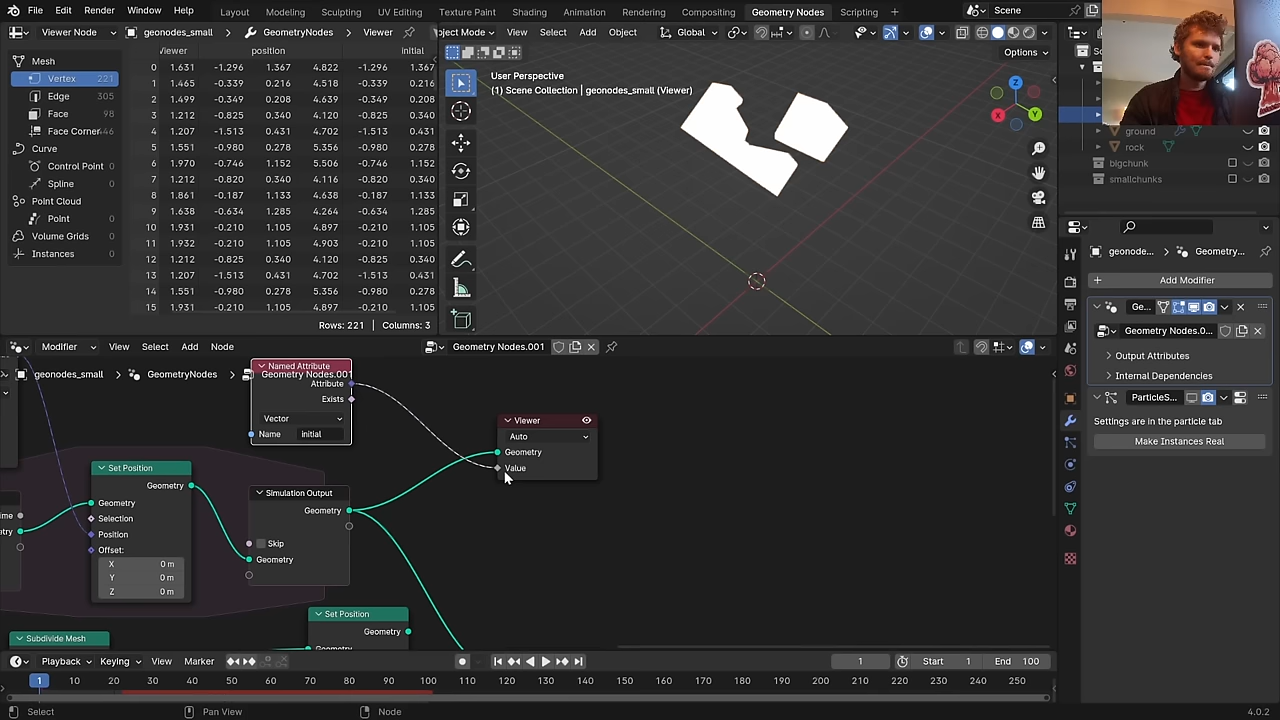 File Edit Render Window Help Layout Modeling Sculpting UV Editing Texture Paint Shading Animation Rendering Compositing Geometry Nodes Scripting Scene
Viewer Node geonodes_small GeometryNodes Viewer
oject Mode View Select Add Object Global
Options
Mesh
Vertex 221
Edge 305
Face 98
Face Corner 446
Curve
Control Point 0
Spline 0
Point Cloud
Point 0
Volume Grids 0
Instances 0
viewer position initial
0 1.631 -1.296 1.367 4.822 -1.296 1.367
1 1.465 -0.339 0.216 4.518 -0.339 0.216
2 1.499 -0.349 0.208 4.639 -0.349 0.208
3 1.212 -0.825 0.340 4.112 -0.825 0.340
4 1.207 -1.513 0.431 4.702 -1.513 0.431
5 1.551 -0.980 0.278 5.356 -0.980 0.278
6 1.970 -0.746 1.152 5.506 -0.746 1.152
7 1.212 -0.820 0.340 4.116 -0.820 0.340
8 1.861 -0.187 1.133 4.638 -0.187 1.133
9 1.638 -0.634 1.285 4.264 -0.634 1.285
10 1.931 -0.210 1.105 4.897 -0.210 1.105
11 1.932 -0.210 1.105 4.903 -0.210 1.105
12 1.212 -0.825 0.340 4.120 -0.825 0.340
13 1.207 -1.513 0.431 4.702 -1.513 0.431
14 1.551 -0.980 0.278 5.356 -0.980 0.278
15 1.931 -0.210 1.105 4.897 -0.210 1.105
Rows: 221 | Columns: 3
User Perspective
(1) Scene Collection | geonodes_small (Viewer)
X
Y
Z
ground
rock
bigchunk
smallchunks
geonode... Geometry...
Add Modifier
Ge...
Geometry Nodes.0...
Output Attributes
Internal Dependencies
ParticleS...
Settings are in the particle tab
Make Instances Real
Modifier View Select Add Node Geometry Nodes.001
geonodes_small GeometryNodes Geometry Nodes.001
Named Attribute
Attribute
Exists
Vector
Name initial
Viewer
Auto
Geometry
Value
Set Position
Geometry
Geometry
Selection
Position
Offset:
X 0 m
Y 0 m
Z 0 m
Simulation Output
Geometry
Skip
Geometry
Set Position
Geometry
Subdivide Mesh
Playback Keying View Marker 1 Start 1 End 100
1 10 20 30 40 50 60 70 80 90 100 110 120 130 140 150 160 170 180 190 200 210 220 230 240 250
Select Pan View Node 4.0.2